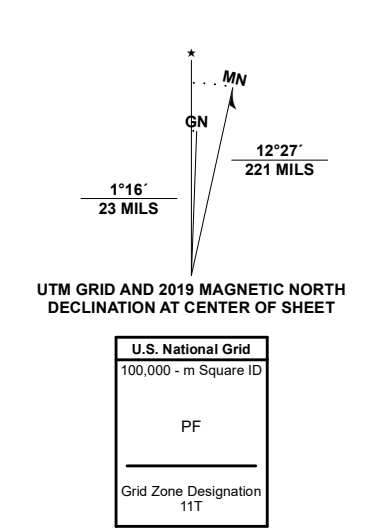 ★
MN
GN
12°27´
221 MILS
1°16´
23 MILS
UTM GRID AND 2019 MAGNETIC NORTH
DECLINATION AT CENTER OF SHEET
U.S. National Grid
100,000 - m Square ID
PF
Grid Zone Designation
11T